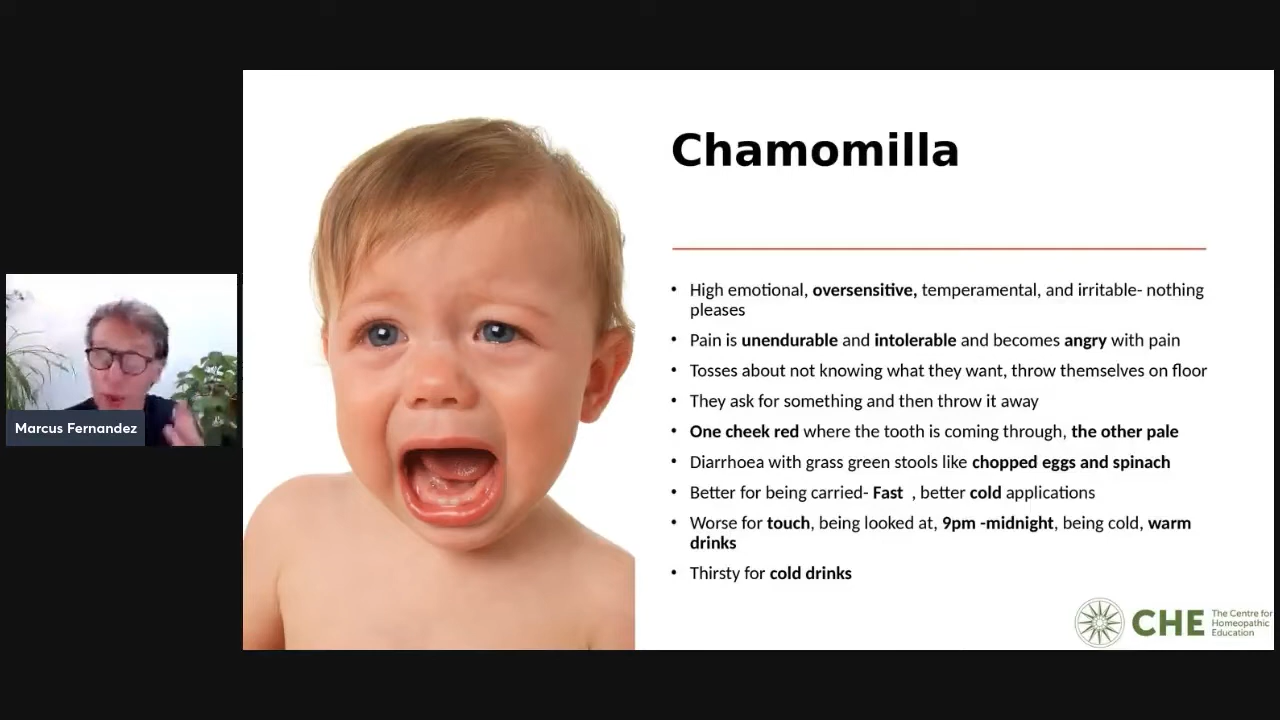 Chamomilla
• High emotional, oversensitive, temperamental, and irritable- nothing
pleases
• Pain is unendurable and intolerable and becomes angry with pain
• Tosses about not knowing what they want, throw themselves on floor
• They ask for something and then throw it away
• One cheek red where the tooth is coming through, the other pale
• Diarrhoea with grass green stools like chopped eggs and spinach
• Better for being carried- Fast , better cold applications
• Worse for touch, being looked at, 9pm -midnight, being cold, warm
drinks
• Thirsty for cold drinks
Marcus Fernandez
CHE
The Centre for
Homeopathic
Education